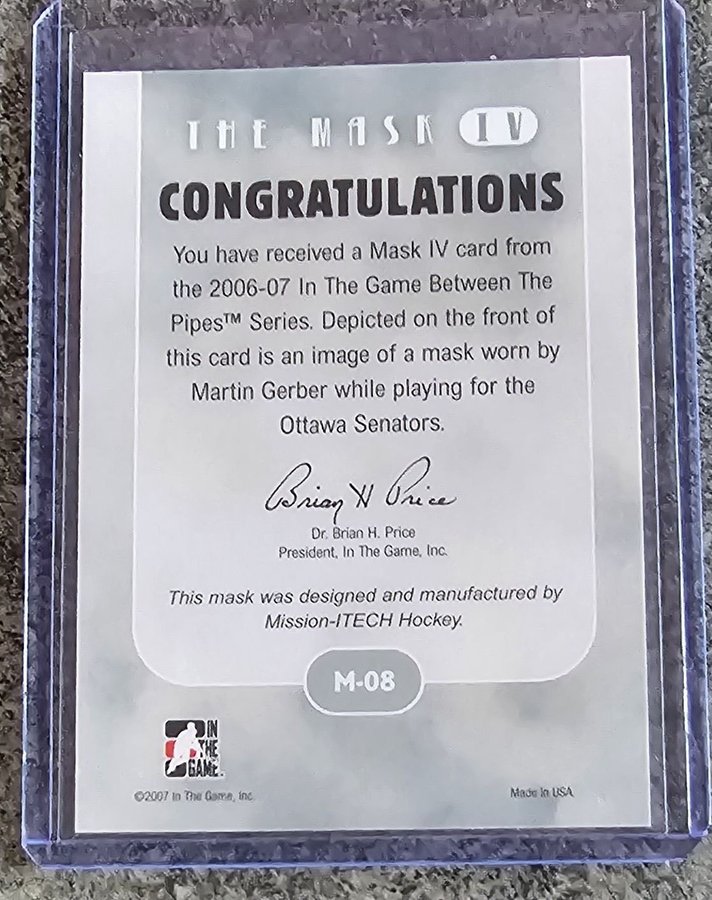 THE MASK IV
CONGRATULATIONS
You have received a Mask IV card from
the 2006-07 In The Game Between The
Pipes™ Series. Depicted on the front of
this card is an image of a mask worn by
Martin Gerber while playing for the
Ottawa Senators.
Brian H Price
Dr. Brian H. Price
President, In The Game, Inc.
This mask was designed and manufactured by
Mission-ITECH Hockey.
M-08
IN
THE
GAME
©2007 In The Game, Inc.
Made In USA